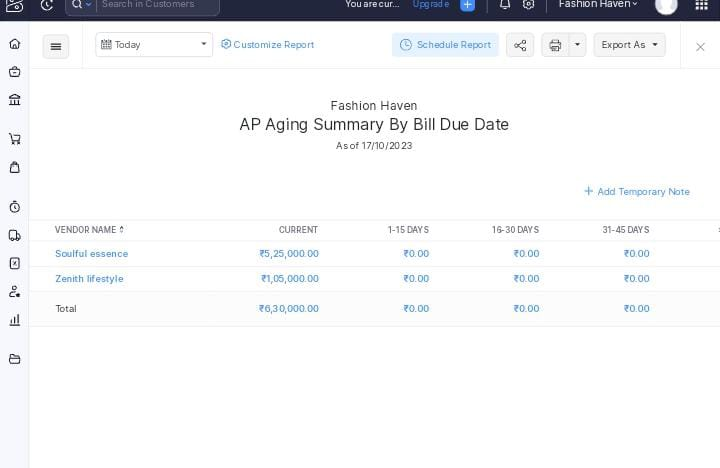 Search in Customers
You are cur...
Upgrade
Fashion Haven
Today
Customize Report
Schedule Report
Export As
Fashion Haven
AP Aging Summary By Bill Due Date
As of 17/10/2023
Add Temporary Note
VENDOR NAME CURRENT 1-15 DAYS 16-30 DAYS 31-45 DAYS
Soulful essence ₹5,25,000.00 ₹0.00 ₹0.00 ₹0.00
Zenith lifestyle ₹1,05,000.00 ₹0.00 ₹0.00 ₹0.00
Total ₹6,30,000.00 ₹0.00 ₹0.00 ₹0.00